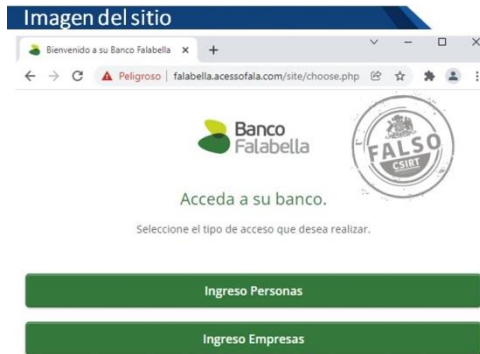 Imagen del sitio
Bienvenido a su Banco Falabella
Peligroso | falabella.acessofala.com/site/choose.php
Banco
Falabella
FALSO
CSIRT
Acceda a su banco.
Seleccione el tipo de acceso que desea realizar.
Ingreso Personas
Ingreso Empresas